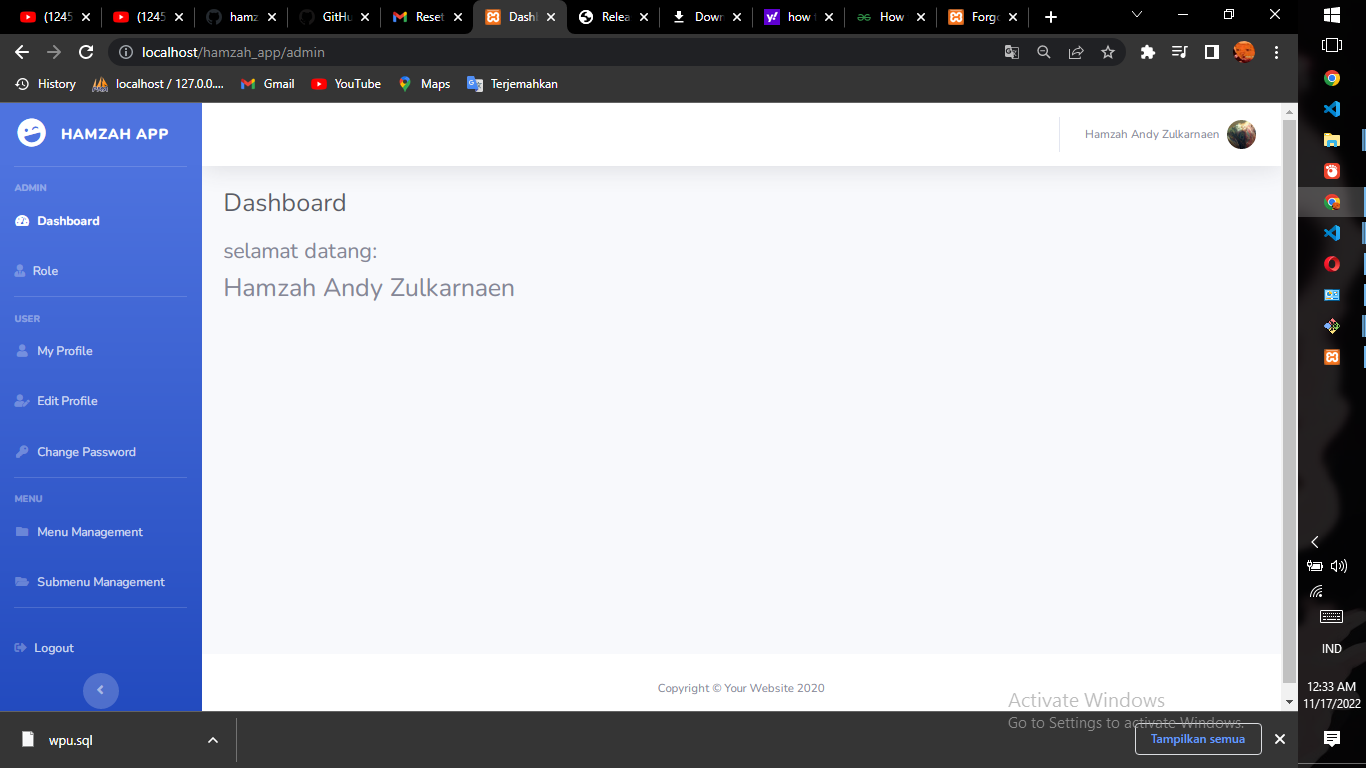 (1245
(1245
hamz
GitHu
Reset
Dash
Relea
Down
how
How
Forgo
localhost/hamzah_app/admin
History
localhost / 127.0.0....
Gmail
YouTube
Maps
Terjemahkan
HAMZAH APP
Hamzah Andy Zulkarnaen
ADMIN
Dashboard
Role
USER
My Profile
Edit Profile
Change Password
MENU
Menu Management
Submenu Management
Logout
Dashboard
selamat datang:
Hamzah Andy Zulkarnaen
Copyright © Your Website 2020
Activate Windows
Go to Settings to activate Windows.
wpu.sql
Tampilkan semua
IND
12:33 AM
11/17/2022